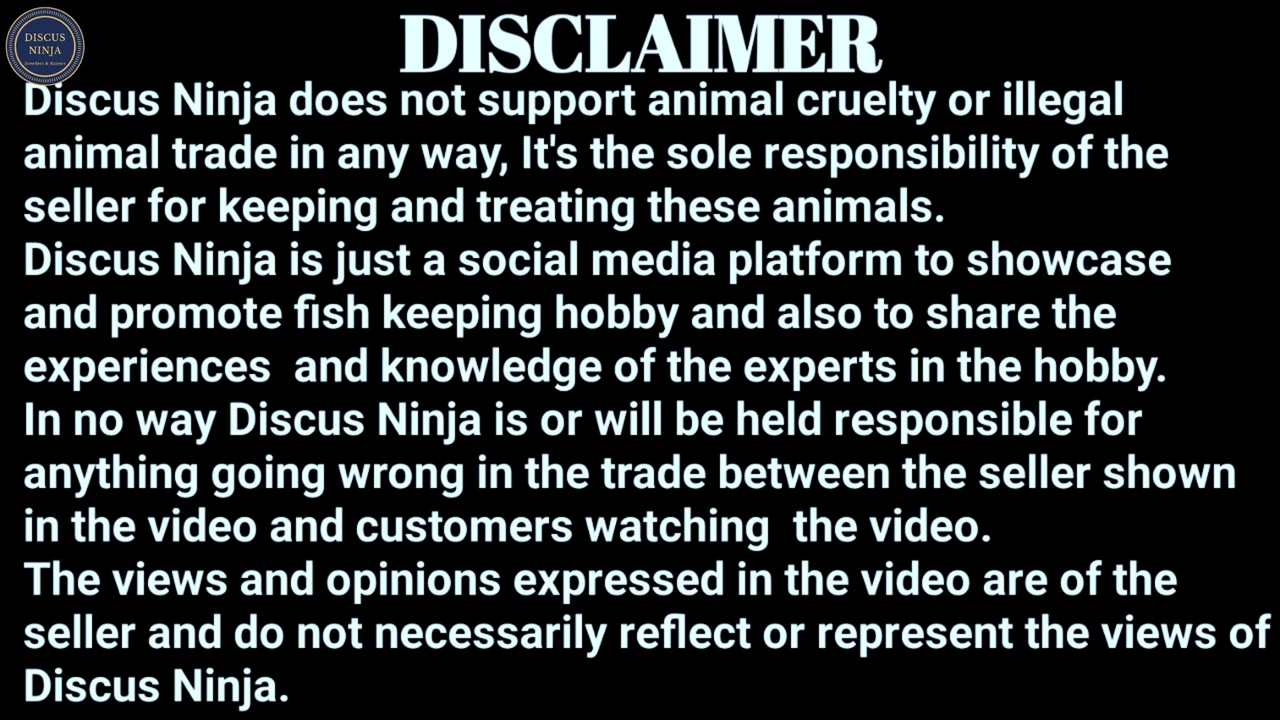 DISCUS
NINJA
Breeders & Raisers
DISCLAIMER
Discus Ninja does not support animal cruelty or illegal
animal trade in any way, It's the sole responsibility of the
seller for keeping and treating these animals.
Discus Ninja is just a social media platform to showcase
and promote fish keeping hobby and also to share the
experiences  and knowledge of the experts in the hobby.
In no way Discus Ninja is or will be held responsible for
anything going wrong in the trade between the seller shown
in the video and customers watching  the video.
The views and opinions expressed in the video are of the
seller and do not necessarily reflect or represent the views of
Discus Ninja.